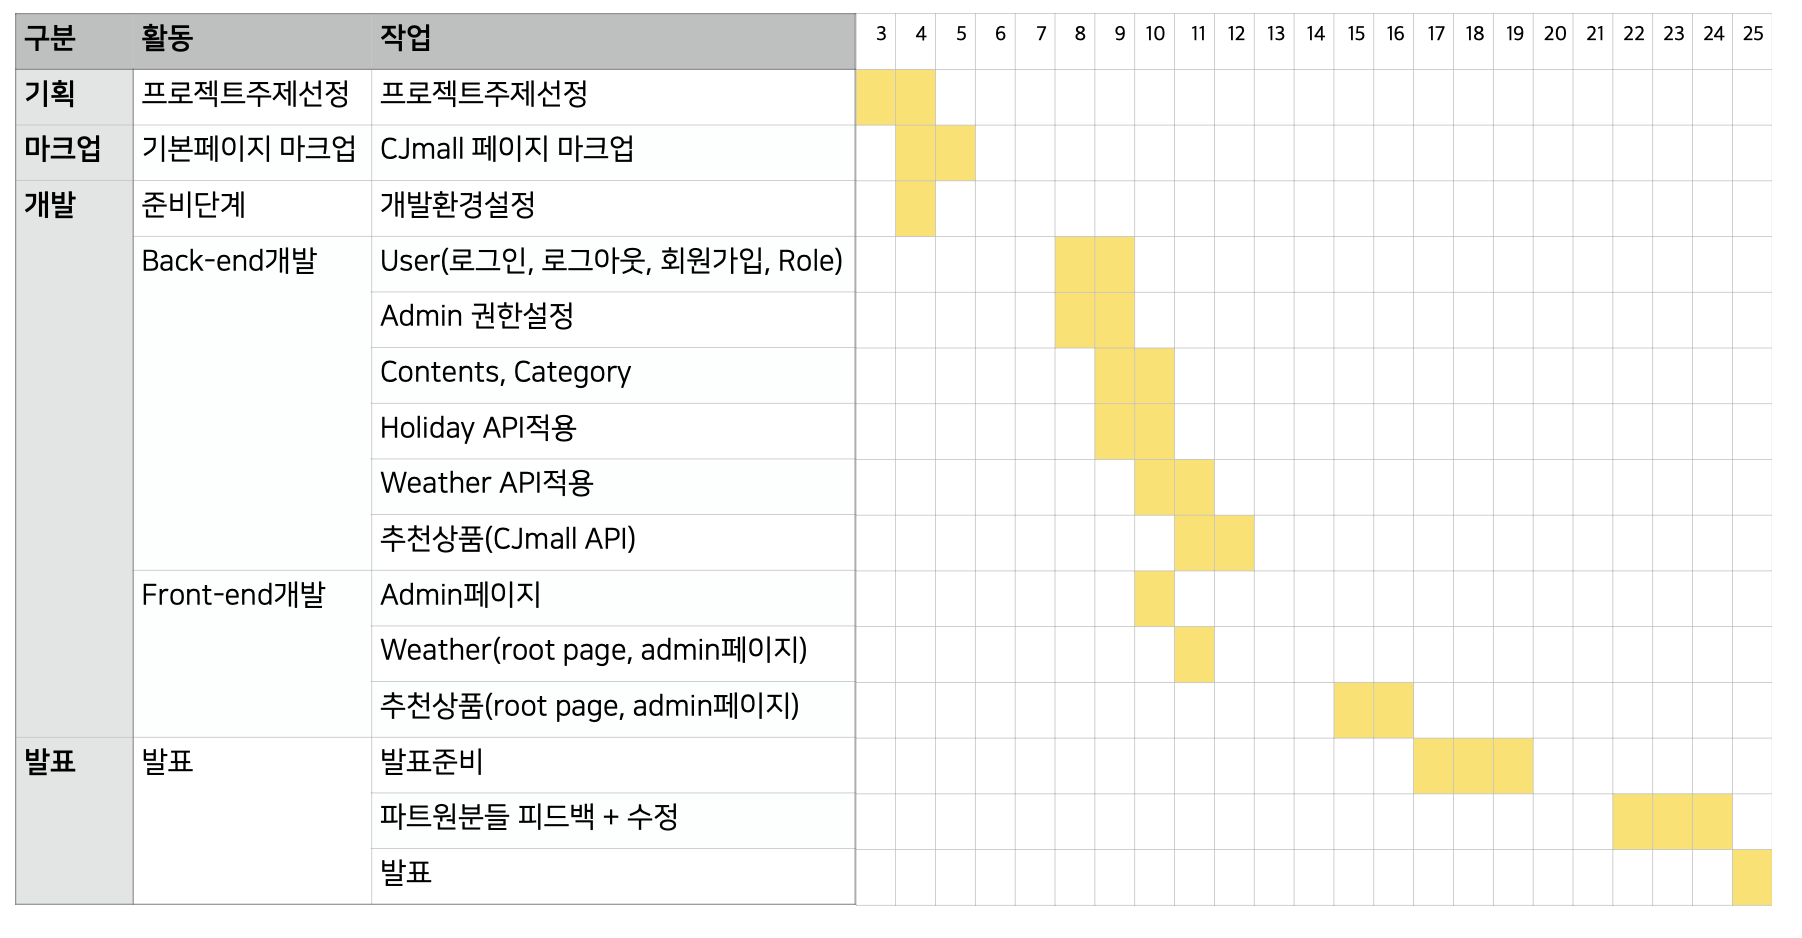 구분 활동 작업 3 4 5 6 7 8 9 10 11 12 13 14 15 16 17 18 19 20 21 22 23 24 25
기획 프로젝트주제선정 프로젝트주제선정
마크업 기본페이지 마크업 CJmall 페이지 마크업
개발 준비단계 개발환경설정
Back-end개발 User(로그인, 로그아웃, 회원가입, Role)
Admin 권한설정
Contents, Category
Holiday API적용
Weather API적용
추천상품(CJmall API)
Front-end개발 Admin페이지
Weather(root page, admin페이지)
추천상품(root page, admin페이지)
발표 발표 발표준비
파트원분들 피드백 + 수정
발표